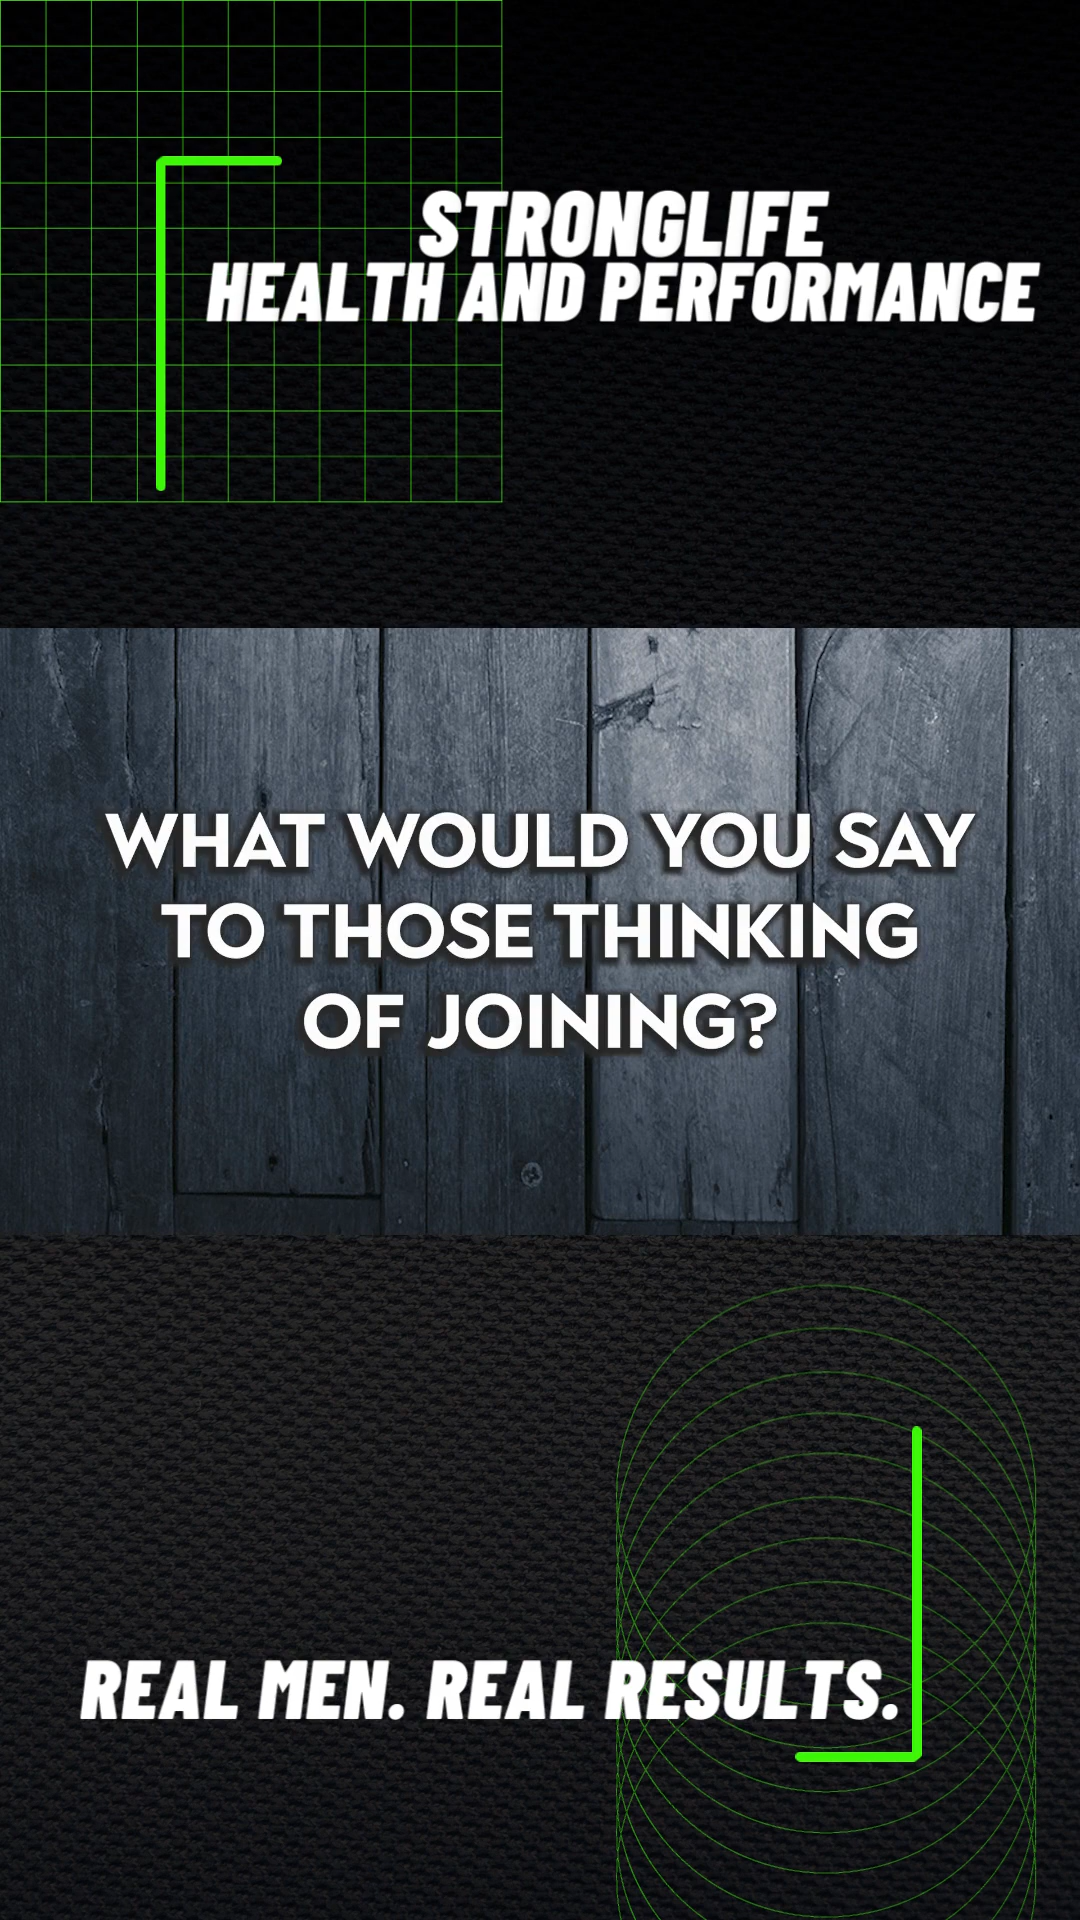 STRONGLIFE
HEALTH AND PERFORMANCE
WHAT WOULD YOU SAY
TO THOSE THINKING
OF JOINING?
REAL MEN. REAL RESULTS.